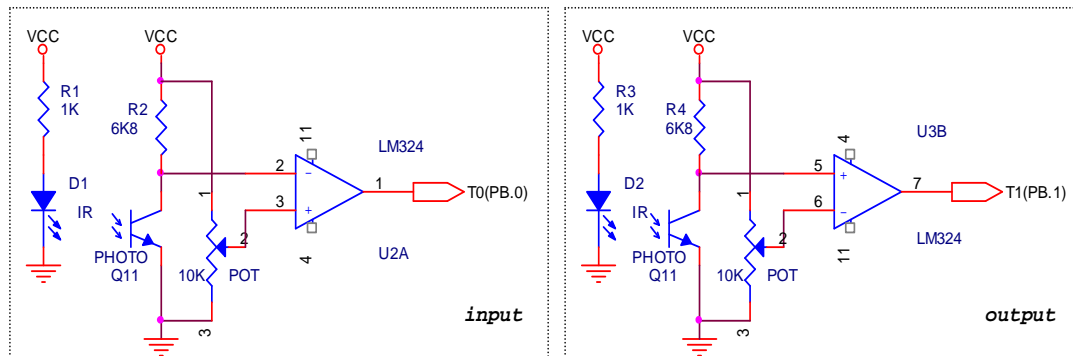 VCC
VCC
R1
1K
R2
6K8
D1
IR
PHOTO
Q11
10K
POT
1
2
3
2
3
1
11
4
LM324
U2A
T0(PB.0)
input
VCC
VCC
R3
1K
R4
6K8
D2
IR
PHOTO
Q11
10K
POT
1
2
3
5
6
7
4
11
U3B
LM324
T1(PB.1)
output
+
−
+
−